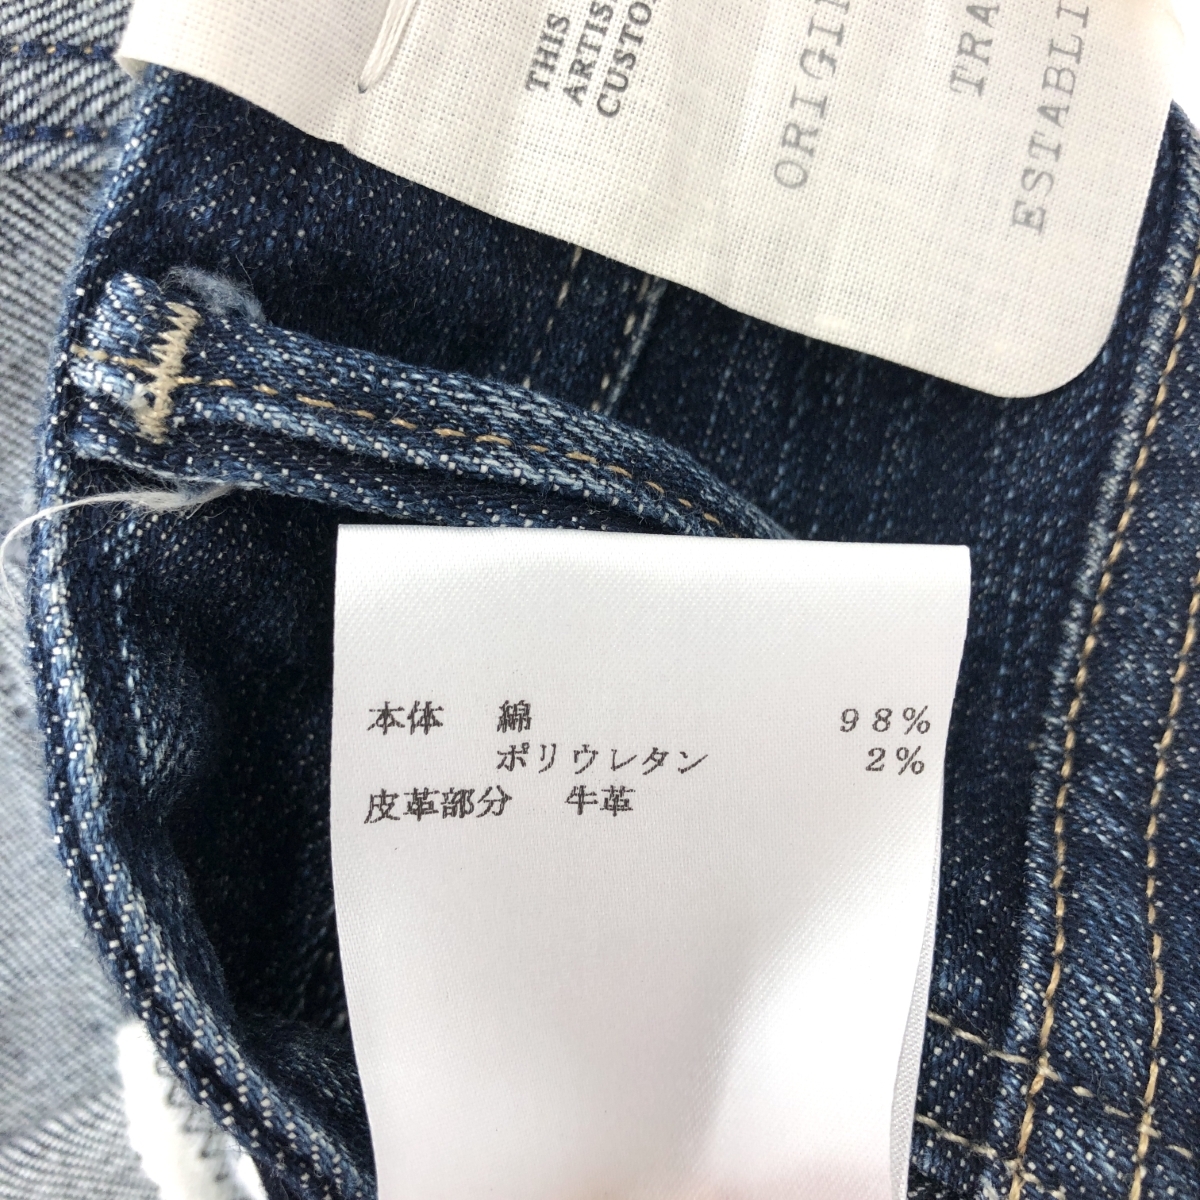 THIS
ARTIS
CUSTO
ORIGIN
TRA
ESTABLI
本体 綿 98%
ポリウレタン 2%
皮革部分 牛革